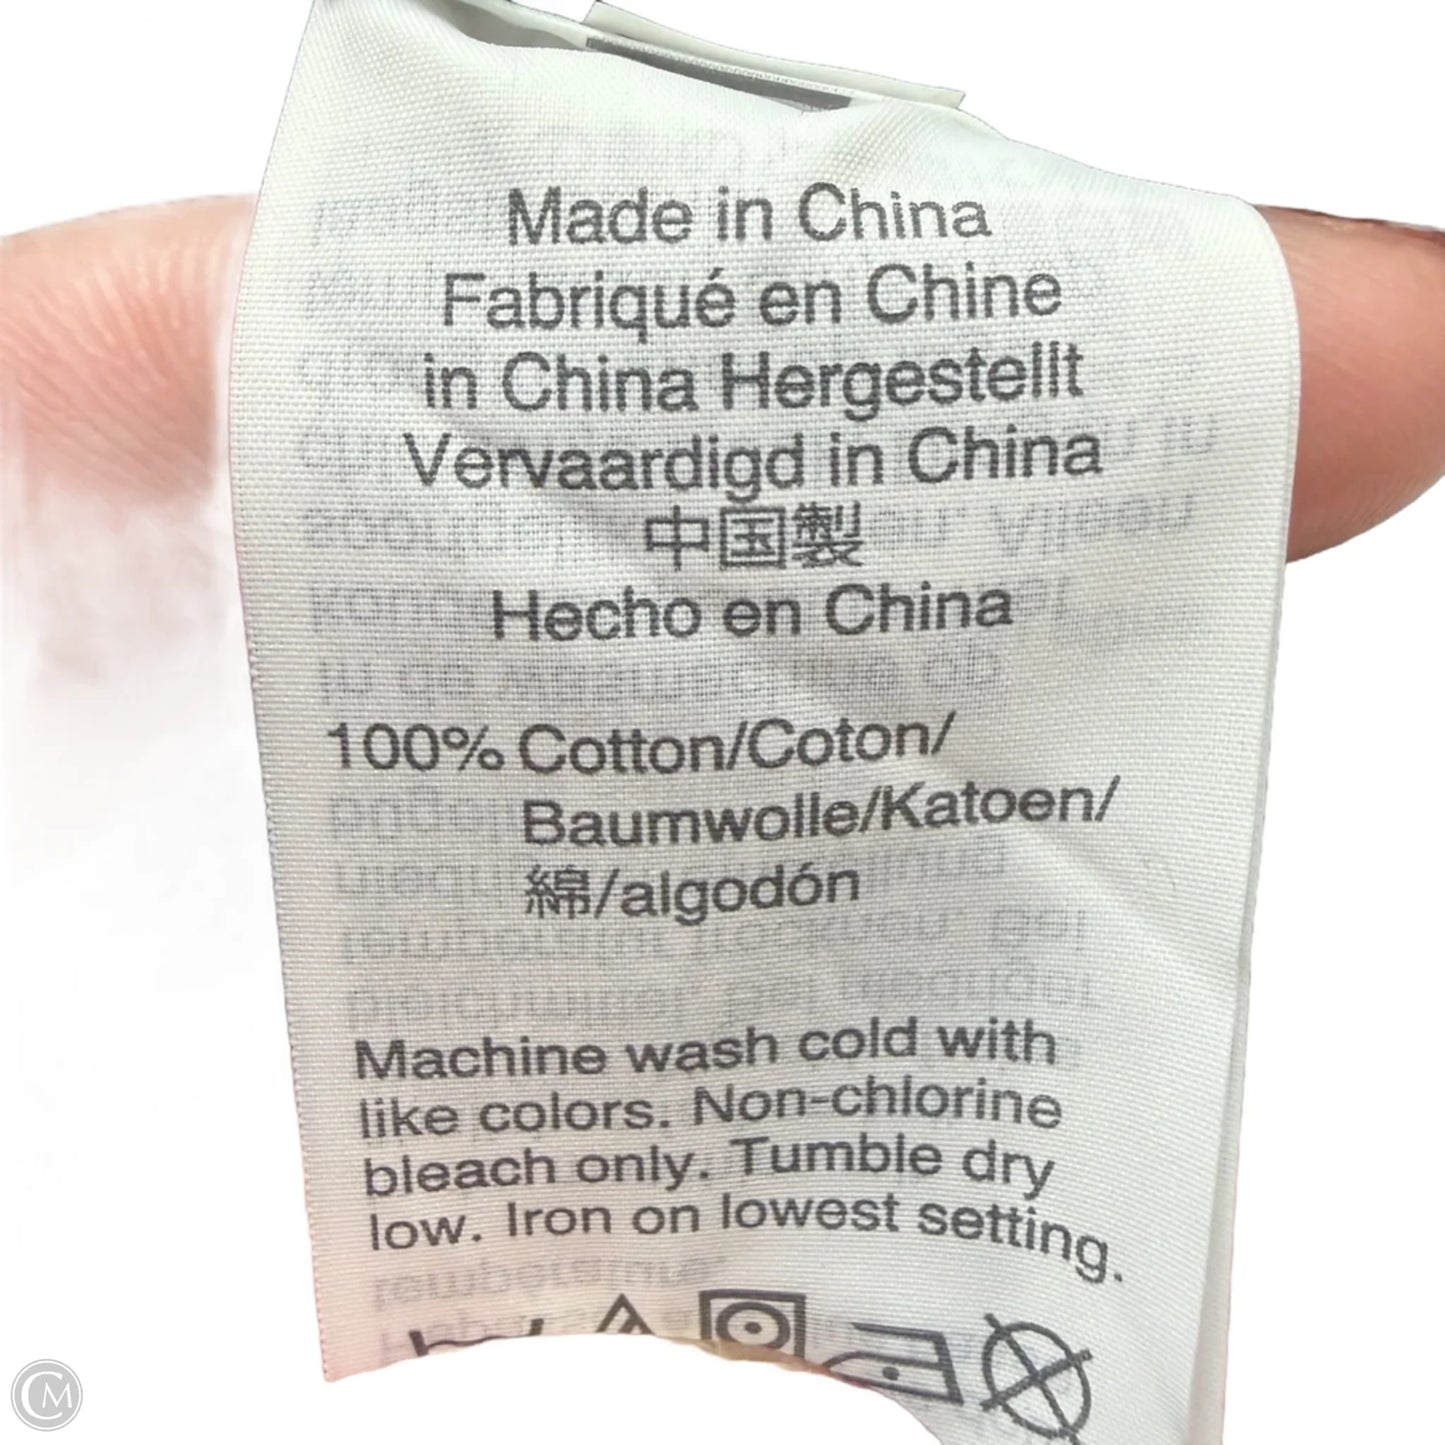 Made in China
Fabriqué en Chine
in China Hergestellt
Vervaardigd in China
中国製
Hecho en China
100% Cotton/Coton/
Baumwolle/Katoen/
綿/algodón
Machine wash cold with
like colors. Non-chlorine
bleach only. Tumble dry
low. Iron on lowest setting.
CM